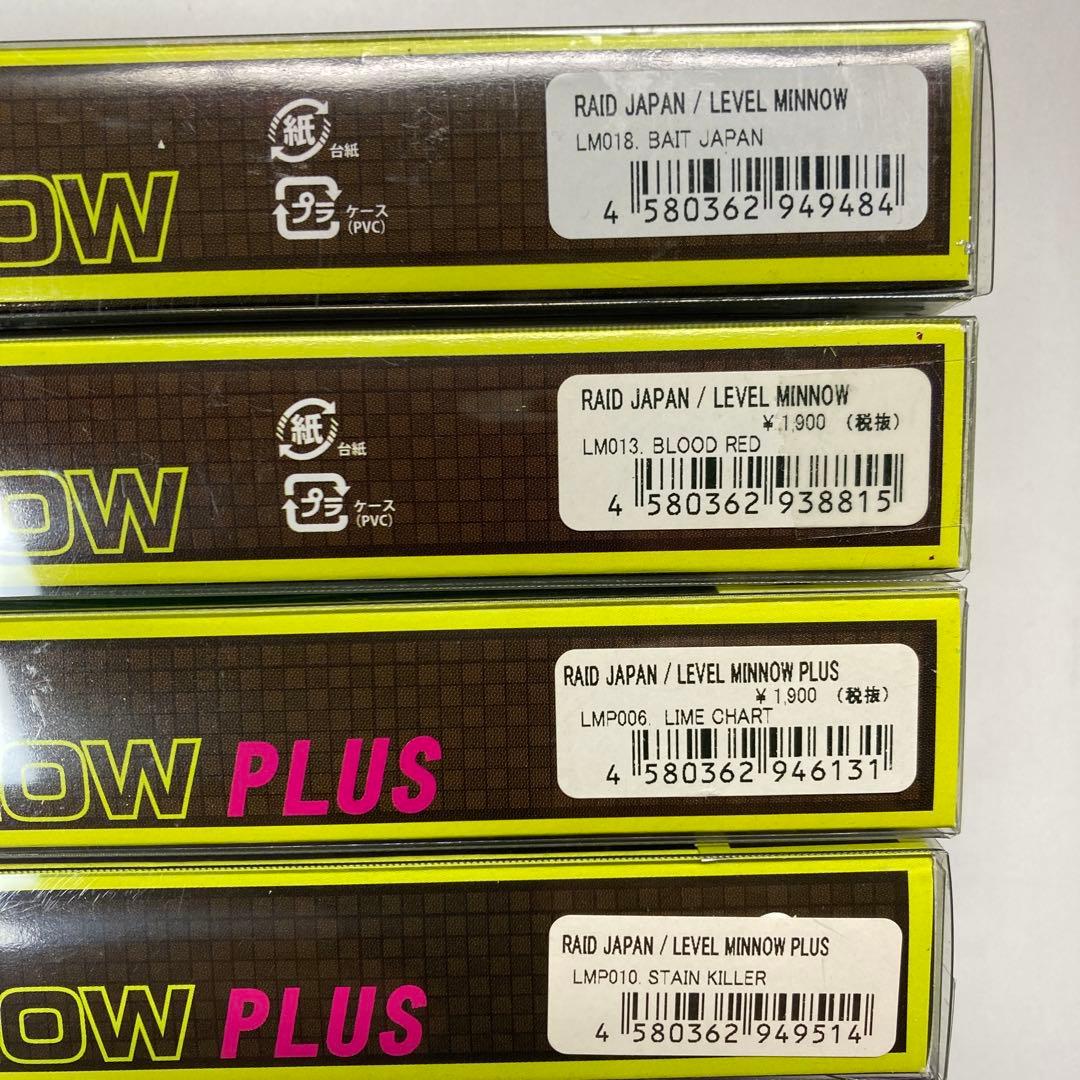 RAID JAPAN / LEVEL MINNOW
LM018. BAIT JAPAN
4 580362 949484
紙
台紙
プラ
ケース
(PVC)
OW
RAID JAPAN / LEVEL MINNOW
¥ 1,900 (税抜)
LM013. BLOOD RED
4 580362 938815
紙
台紙
プラ
ケース
(PVC)
OW
RAID JAPAN / LEVEL MINNOW PLUS
¥ 1,900 (税抜)
LMP006. LIME CHART
4 580362 946131
OW PLUS
RAID JAPAN / LEVEL MINNOW PLUS
LMP010. STAIN KILLER
4 580362 949514
OW PLUS